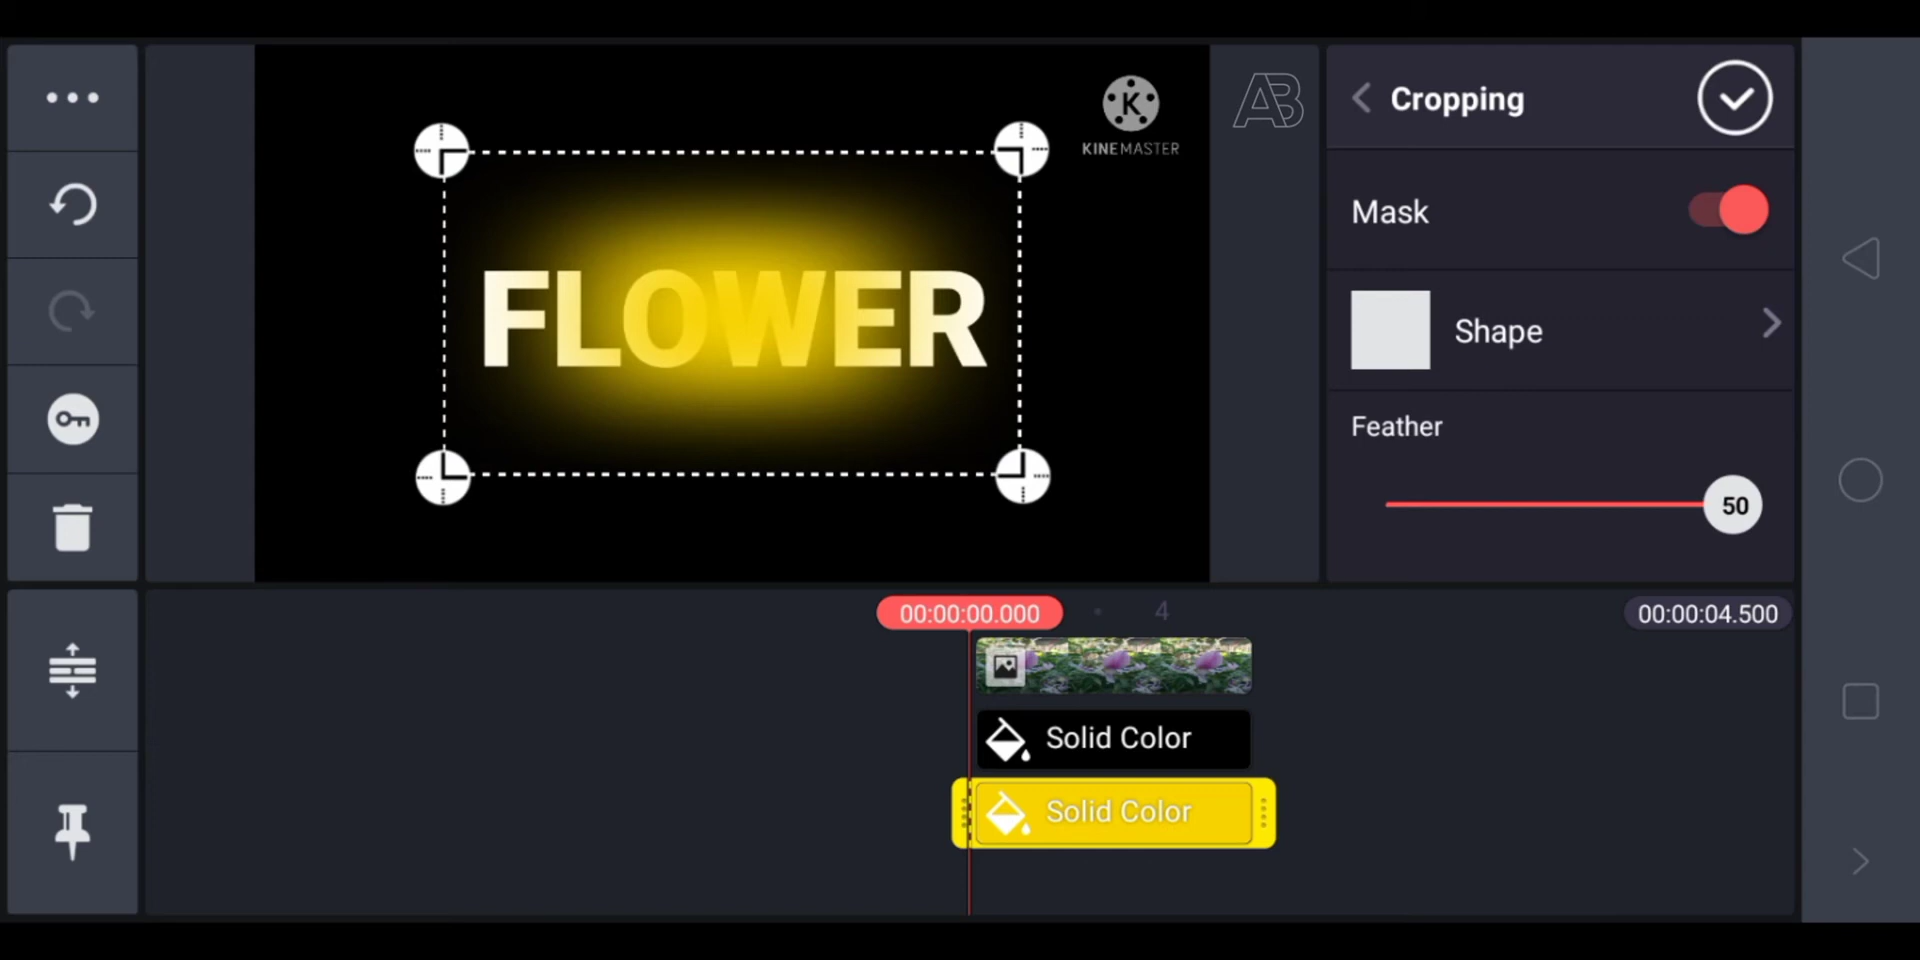 KINEMASTER
AB
Cropping
Mask
FLOWER
Shape
Feather
50
00:00:00.000
4
00:00:04.500
Solid Color
Solid Color